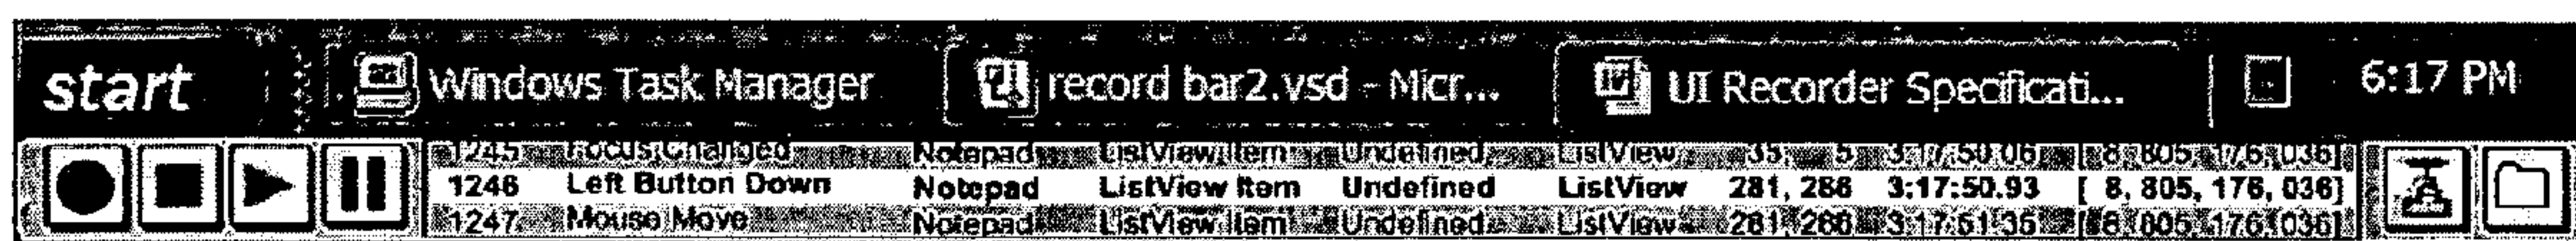 start Windows Task Manager record bar2.vsd - Micr... UI Recorder Specificati... 6:17 PM
1245 Focus Changed Notepad ListView Item Undefined ListView 35, 5 3:17:50.06 [ 8, 805, 176, 036]
1246 Left Button Down Notepad ListView Item Undefined ListView 281, 286 3:17:50.93 [ 8, 805, 176, 036]
1247 Mouse Move Notepad ListView Item Undefined ListView 281, 286 3:17:51.35 [ 8, 805, 176, 036]